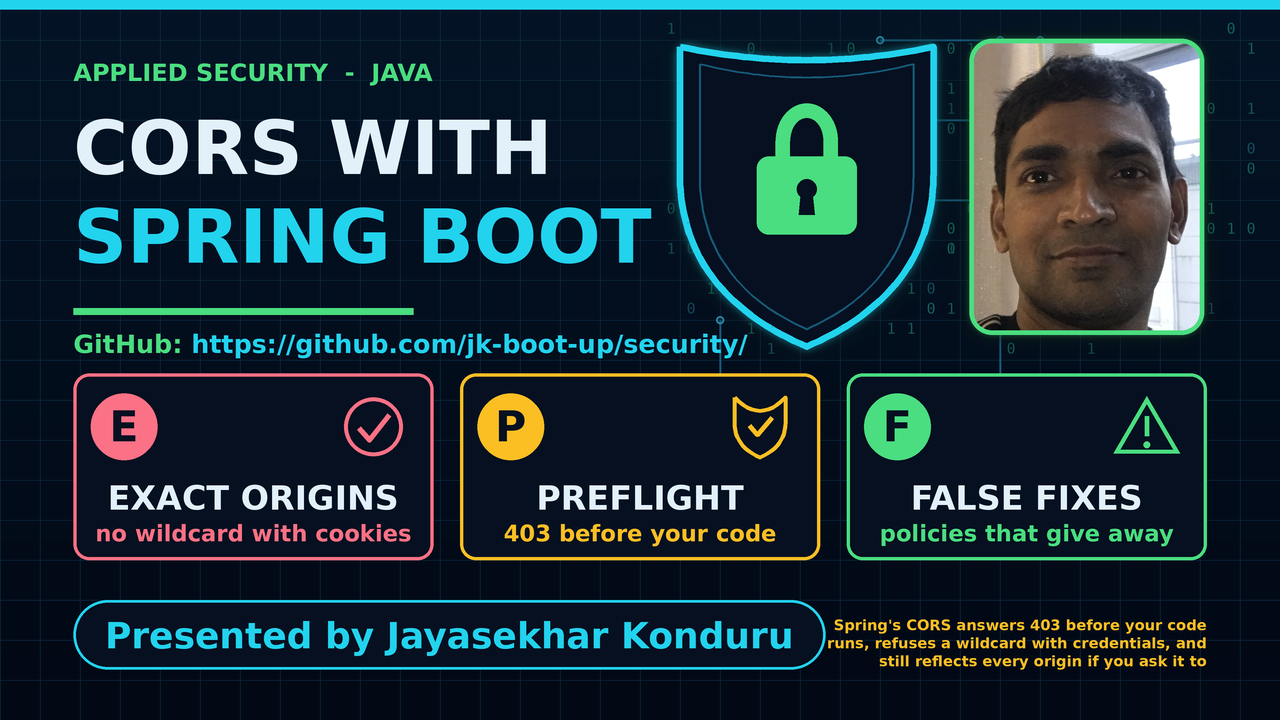 APPLIED SECURITY - JAVA
CORS WITH
SPRING BOOT
GitHub: https://github.com/jk-boot-up/security/
E
EXACT ORIGINS
no wildcard with cookies
P
PREFLIGHT
403 before your code
F
FALSE FIXES
policies that give away
Presented by Jayasekhar Konduru
Spring's CORS answers 403 before your code
runs, refuses a wildcard with credentials, and
still reflects every origin if you ask it to